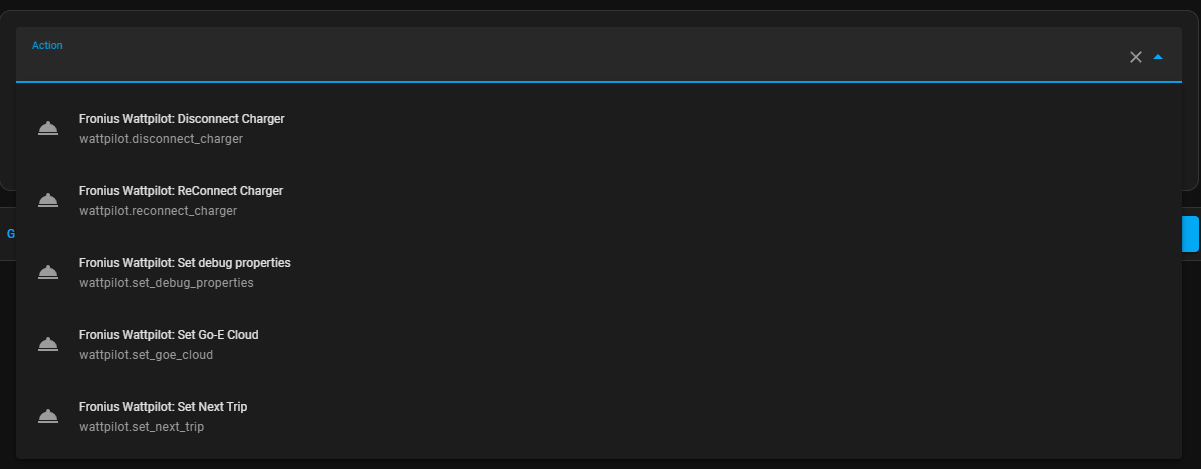 Action
Fronius Wattpilot: Disconnect Charger
wattpilot.disconnect_charger
Fronius Wattpilot: ReConnect Charger
wattpilot.reconnect_charger
G
Fronius Wattpilot: Set debug properties
wattpilot.set_debug_properties
Fronius Wattpilot: Set Go-E Cloud
wattpilot.set_goe_cloud
Fronius Wattpilot: Set Next Trip
wattpilot.set_next_trip